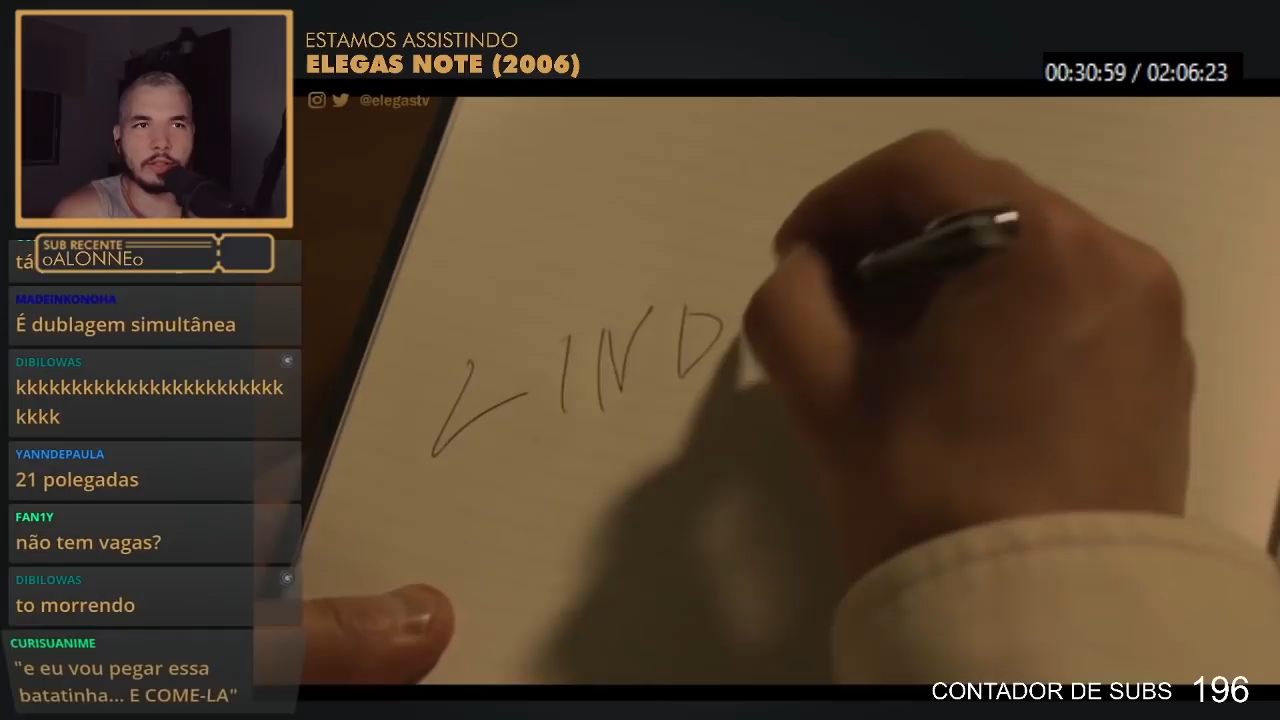 ESTAMOS ASSISTINDO
ELEGAS NOTE (2006)
00:30:59 / 02:06:23
@elegastv
SUB RECENTE
oALONNEo
tá
MADEINKONOHA
É dublagem simultânea
DIBILOWAS
kkkkkkkkkkkkkkkkkkkkkkkk
kkkk
YANNDEPAULA
21 polegadas
FAN1Y
não tem vagas?
DIBILOWAS
to morrendo
CURISUANIME
"e eu vou pegar essa
batatinha... E COME-LA"
LIND
CONTADOR DE SUBS 196